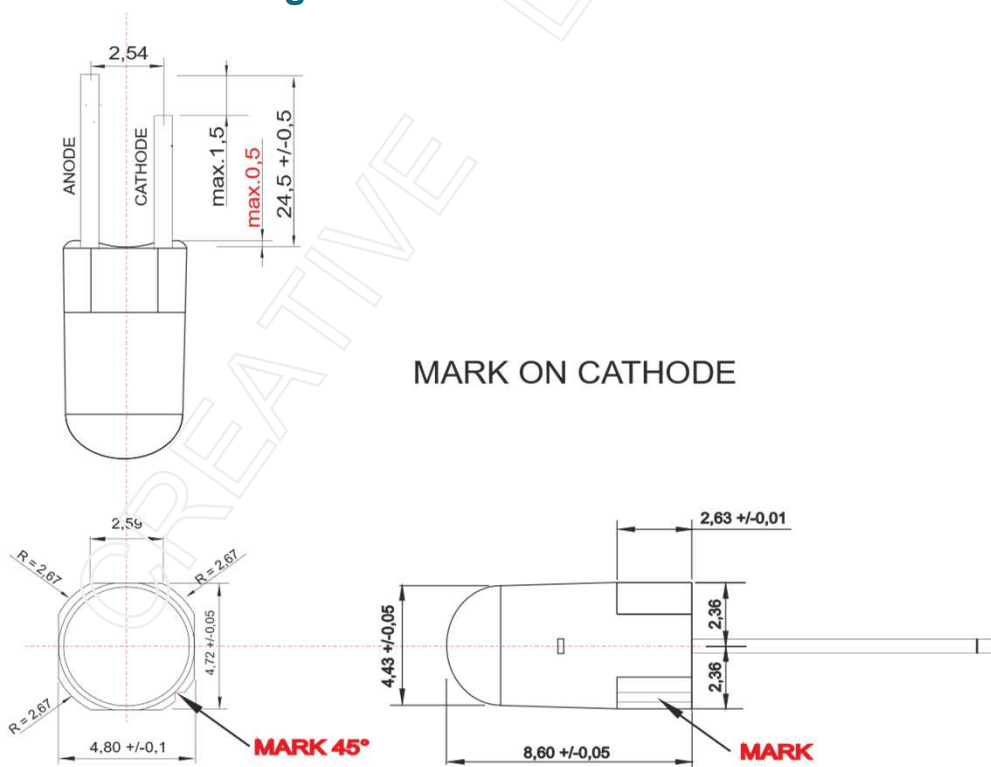 2,54
ANODE
CATHODE
max.1,5
max.0,5
24,5 +/-0,5
MARK ON CATHODE
CREATIVE
2,59
R = 2,67
R = 2,67
4,72 +/-0,05
R = 2,67
4,80 +/-0,1
MARK 45°
2,63 +/-0,01
4,43 +/-0,05
2,36
2,36
8,60 +/-0,05
MARK